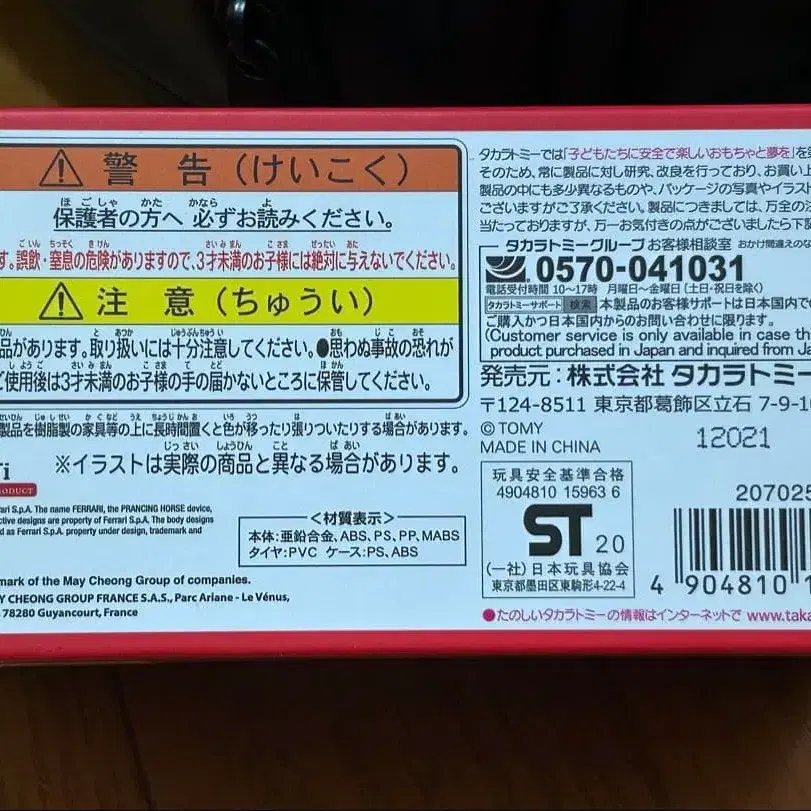 警告（けいこく）
保護者の方へ 必ずお読みください。
す。誤飲・窒息の危険がありますので、3才未満のお子様には絶対に与えないでください。
注意（ちゅうい）
品があります。取り扱いには十分注意してください。●思わぬ事故の恐れが
ご使用後は3才未満のお子様の手の届かないところに保管してください。
製品を樹脂製の家具等の上に長時間置くと色が移ったり張りついたりする場合があります。
※イラストは実際の商品と異なる場合があります。
ri
RODUCT
rari S.p.A. The name FERRARI, the PRANCING HORSE device,
ctive designs are property of Ferrari S.p.A. The body designs
d as Ferrari S.p.A. property under design, trademark and
<材質表示>
本体:亜鉛合金、ABS、PS、PP、MABS
タイヤ:PVC ケース:PS、ABS
mark of the May Cheong Group of companies.
Y CHEONG GROUP FRANCE S.A.S., Parc Ariane - Le Vénus,
78280 Guyancourt, France
タカラトミーでは「子どもたちに安全で楽しいおもちゃと夢を」を
そのため、常に製品に対し研究、改良を行っており、お買い上
製品の中にも多少異なるものや、パッケージの写真やイラスト
ございますがご了承ください。製品につきましては、万全の注
当たっておりますが、万一お気付きの点がございましたら下記
タカラトミーグループ お客様相談室 おかけ間違えのな
0570-041031
電話受付時間 10〜17時 月曜日〜金曜日(土日・祝日を除く)
タカラトミーサポート 検索 本製品のお客様サポートは日本国内で
ご購入かつ日本国内からのお問い合わせに限ります。
(Customer service is only available in case th
product purchased in Japan and inquired from Ja
発売元：株式会社 タカラトミー
〒124-8511 東京都葛飾区立石 7-9-10
© TOMY
MADE IN CHINA
12021
玩具安全基準合格
4904810 15963 6
ST 20
(一社)日本玩具協会
東京都墨田区東駒形4-22-4
207025
4 904810 1
●たのしいタカラトミーの情報はインターネットで www.taka